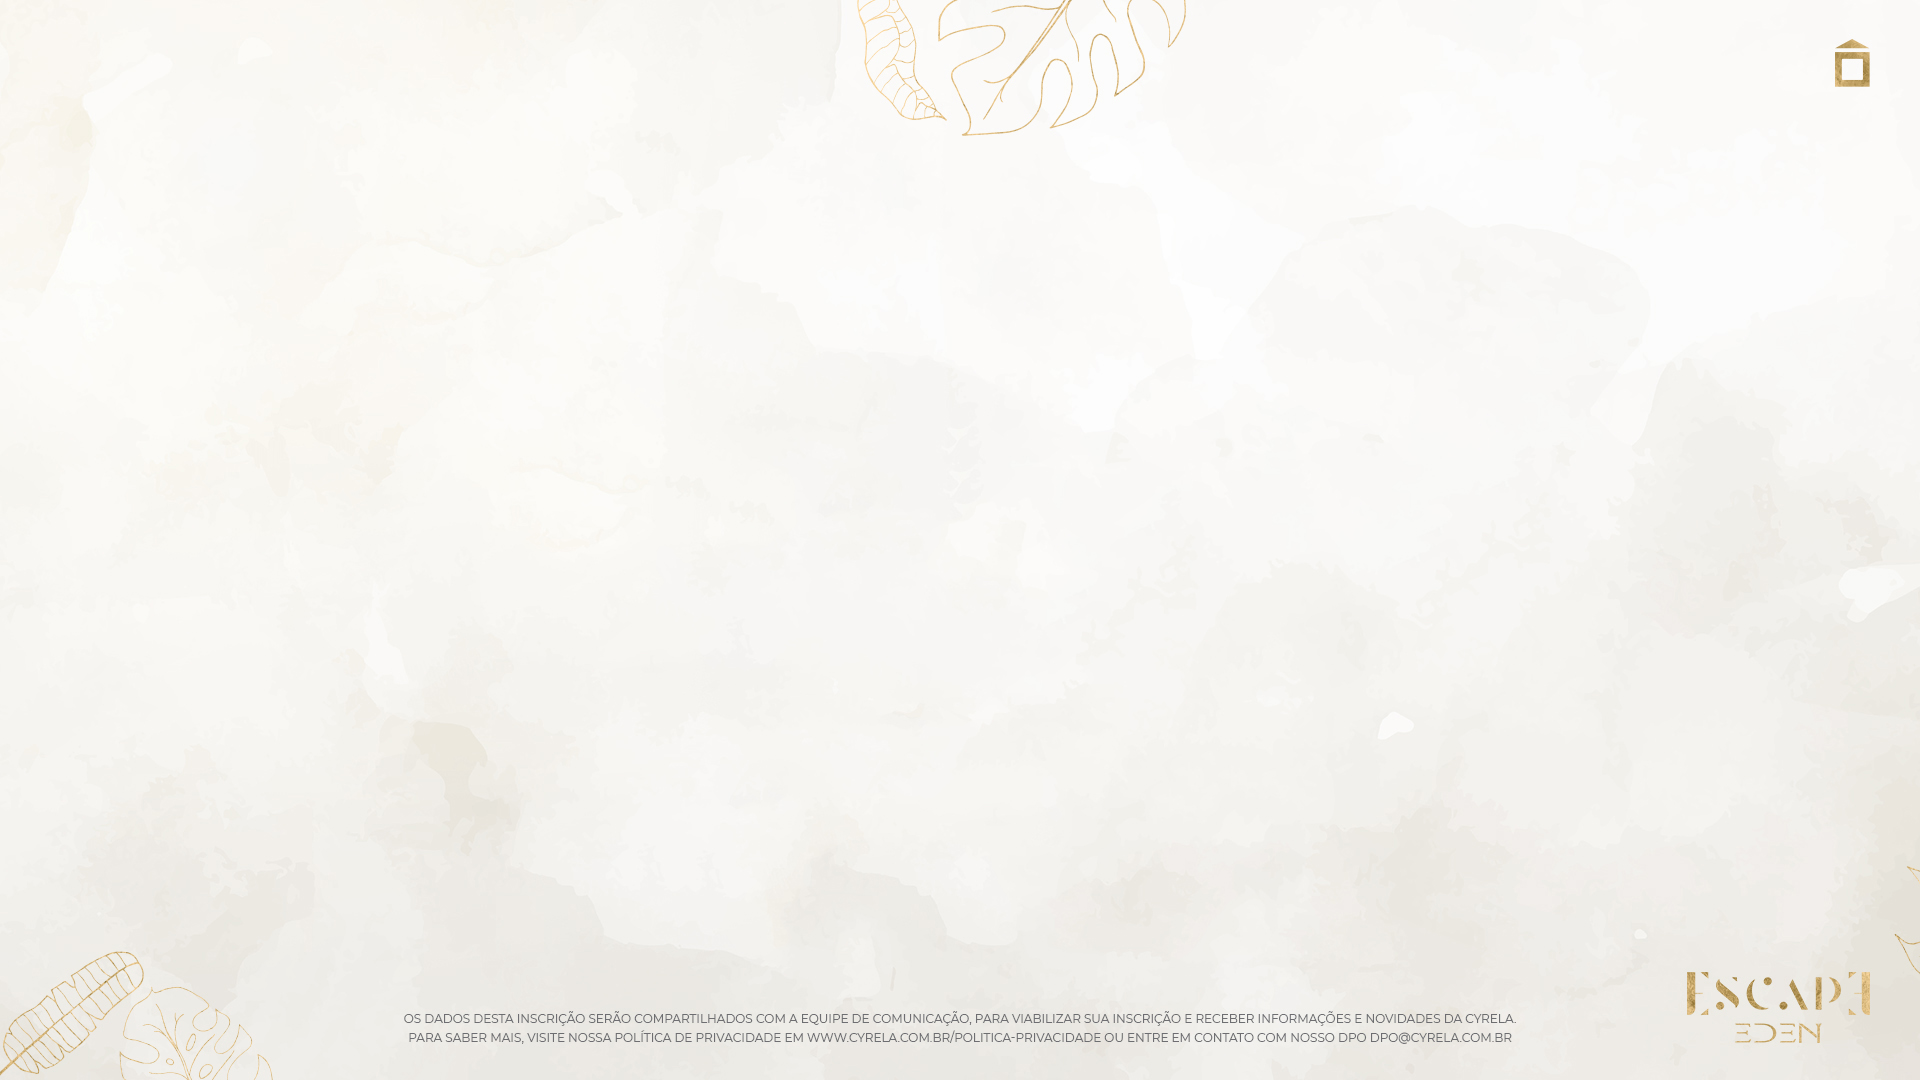 OS DADOS DESTA INSCRIÇÃO SERÃO COMPARTILHADOS COM A EQUIPE DE COMUNICAÇÃO, PARA VIABILIZAR SUA INSCRIÇÃO E RECEBER INFORMAÇÕES E NOVIDADES DA CYRELA.
PARA SABER MAIS, VISITE NOSSA POLÍTICA DE PRIVACIDADE EM WWW.CYRELA.COM.BR/POLITICA-PRIVACIDADE OU ENTRE EM CONTATO COM NOSSO DPO DPO@CYRELA.COM.BR
ESCAPE
EDEN